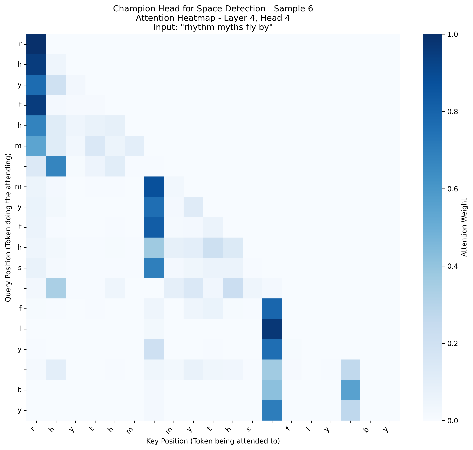 Champion Head for Space Detection - Sample 6
Attention Heatmap - Layer 4, Head 4
Input: "rhythm myths fly by"
Query Position (Token doing the attending)
r
h
y
t
h
m
m
y
t
h
s
f
l
y
b
y
r h y t h m m y t h s f l y b y
Key Position (Token being attended to)
1.0
0.8
0.6
0.4
0.2
0.0
Attention Weight